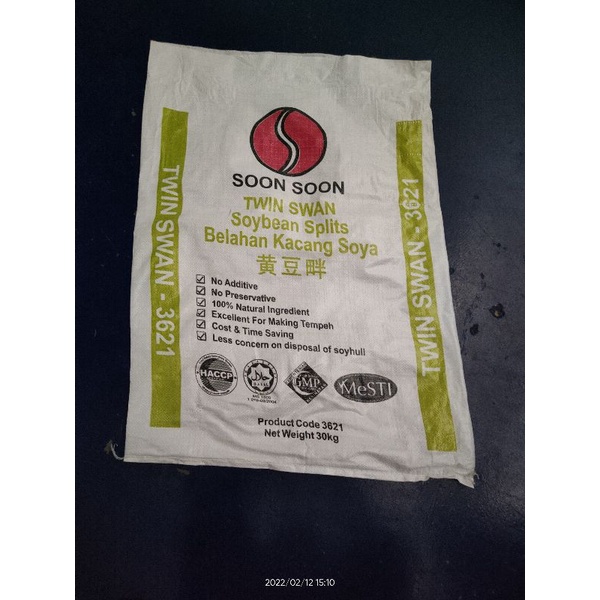 SOON SOON
TWIN SWAN
Soybean Splits
Belahan Kacang Soya
黄豆畔
No Additive
No Preservative
100% Natural Ingredient
Excellent For Making Tempeh
Cost & Time Saving
Less concern on disposal of soyhull
HACCP
GMP
MeSTI
Product Code 3621
Net Weight 30kg
TWIN SWAN - 3621
TWIN SWAN - 3621
2022/02/12 15:10